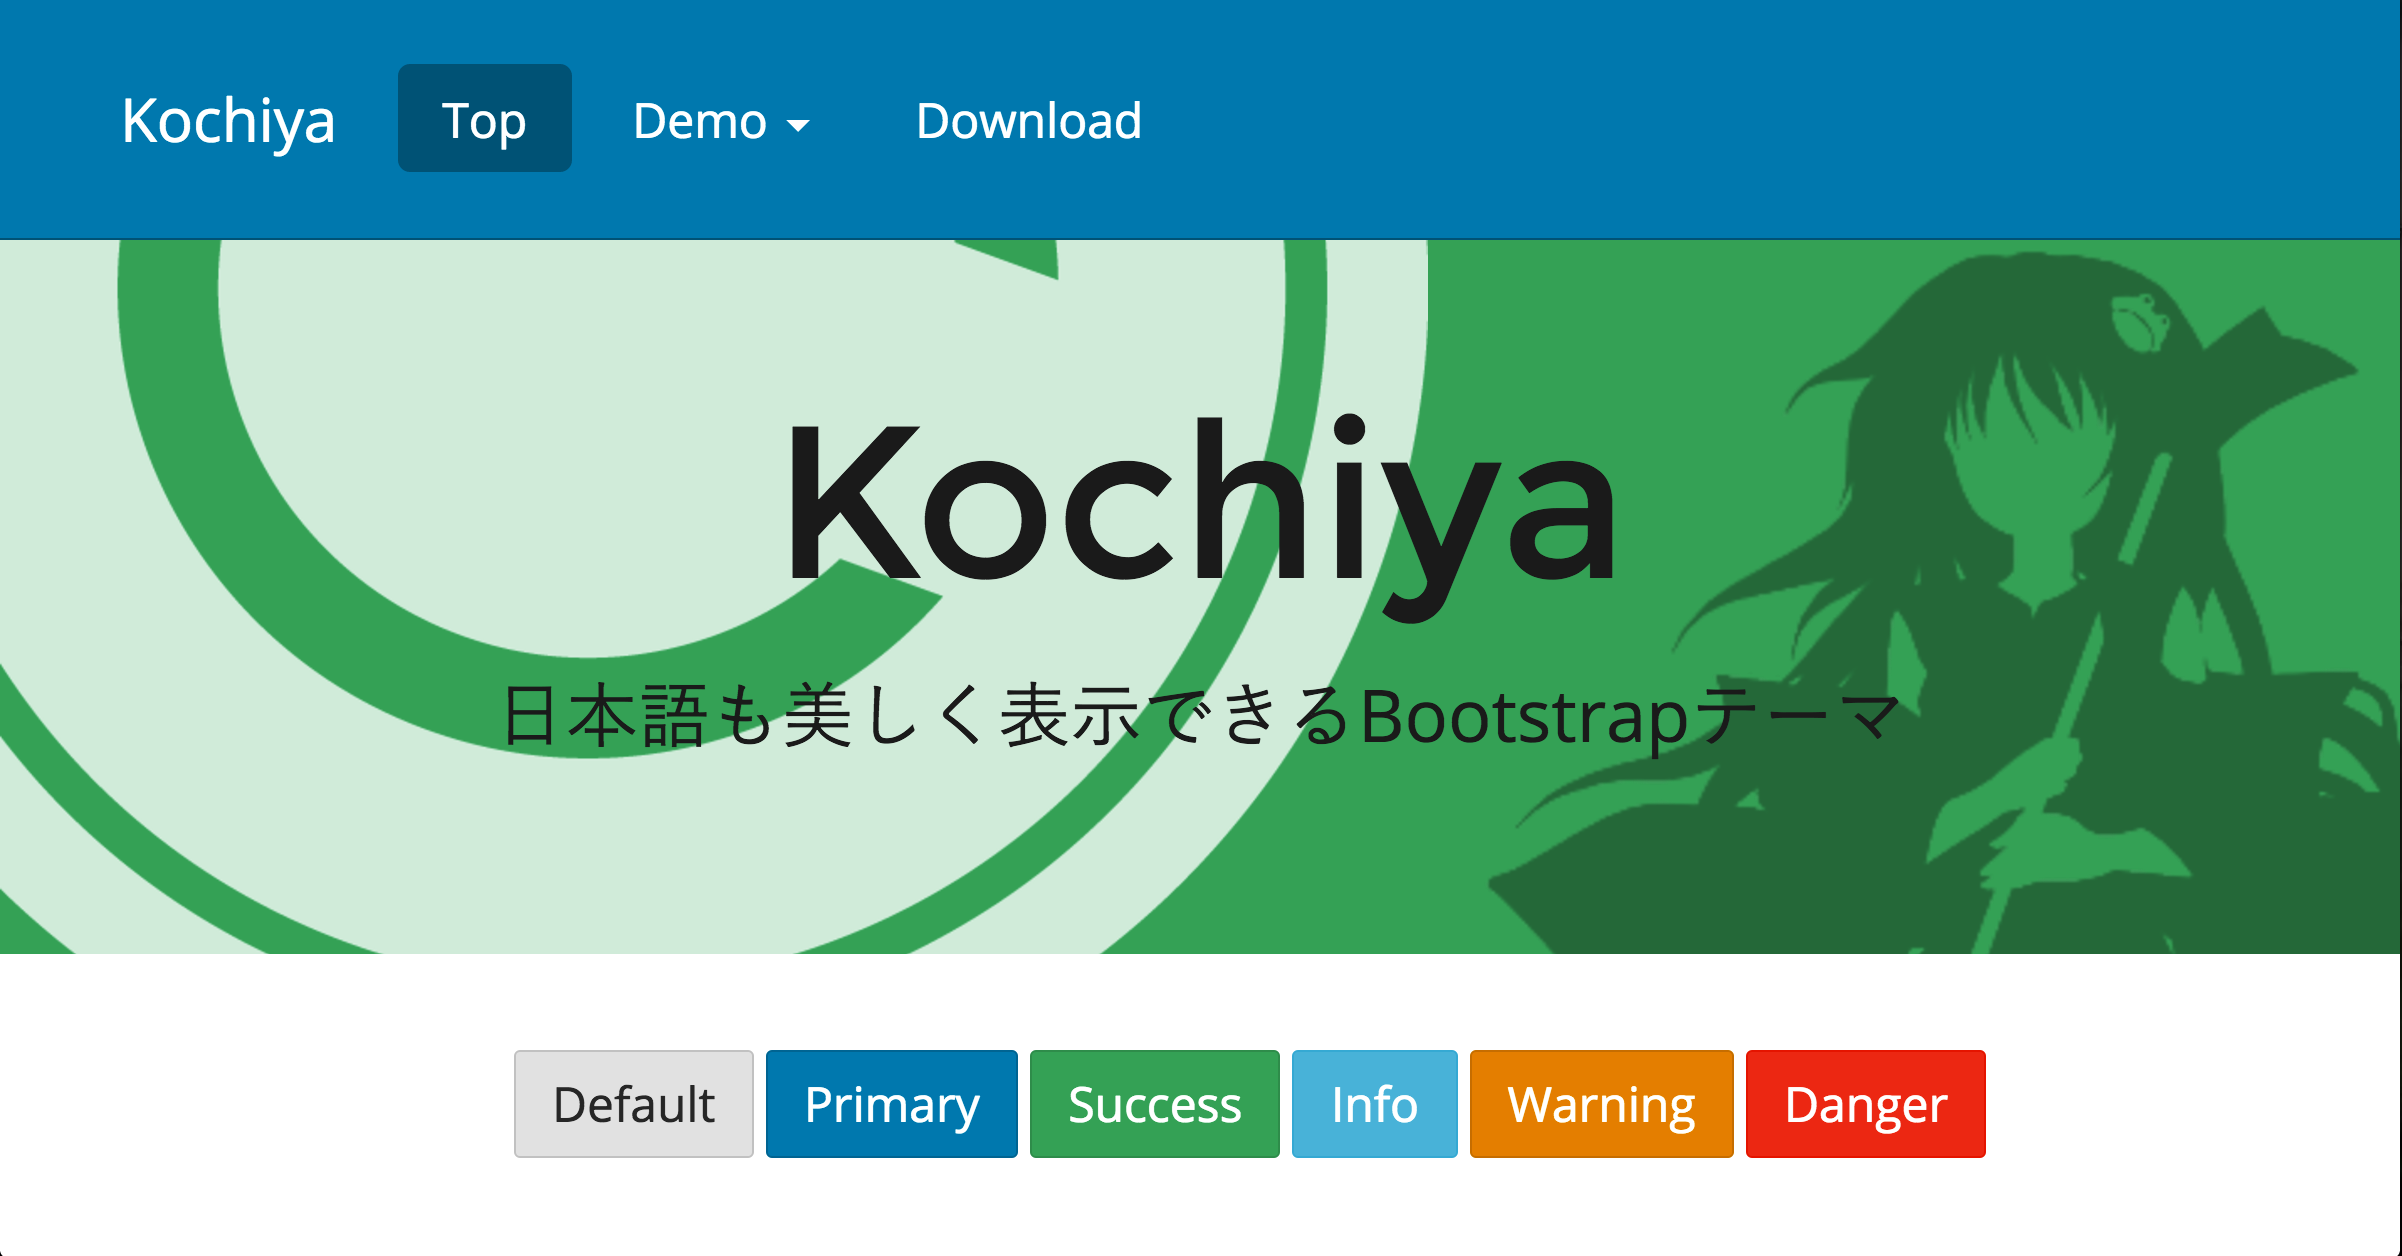 Kochiya Top Demo Download
Kochiya
日本語も美しく表示できるBootstrapテーマ
Default Primary Success Info Warning Danger